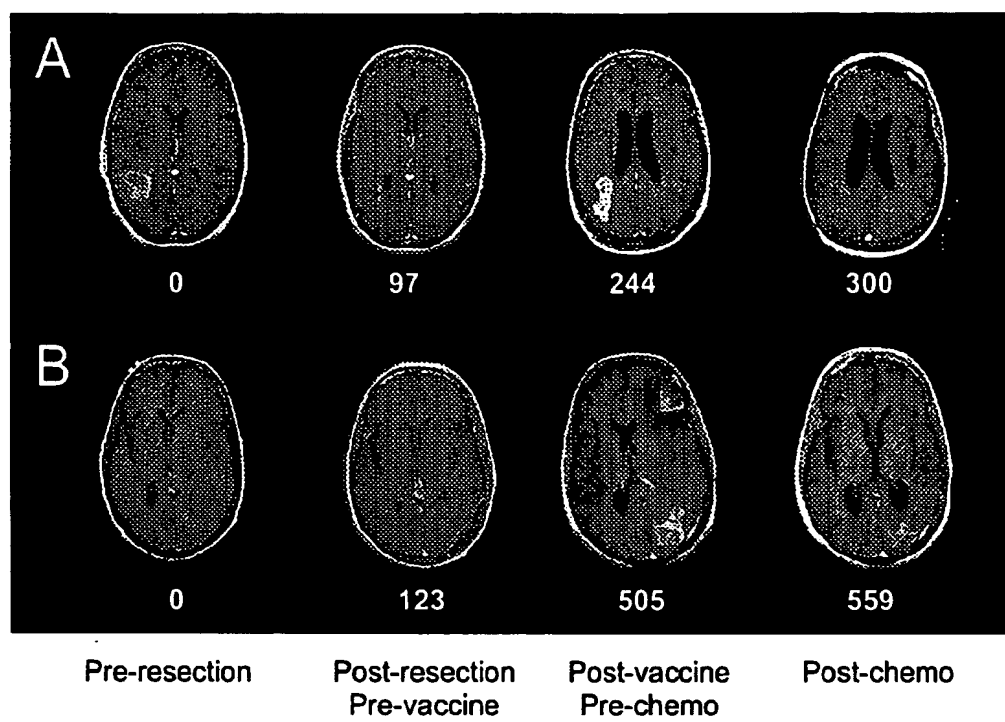 A
0 97 244 300
B
0 123 505 559
Pre-resection Post-resection Post-vaccine Post-chemo
Pre-vaccine Pre-chemo